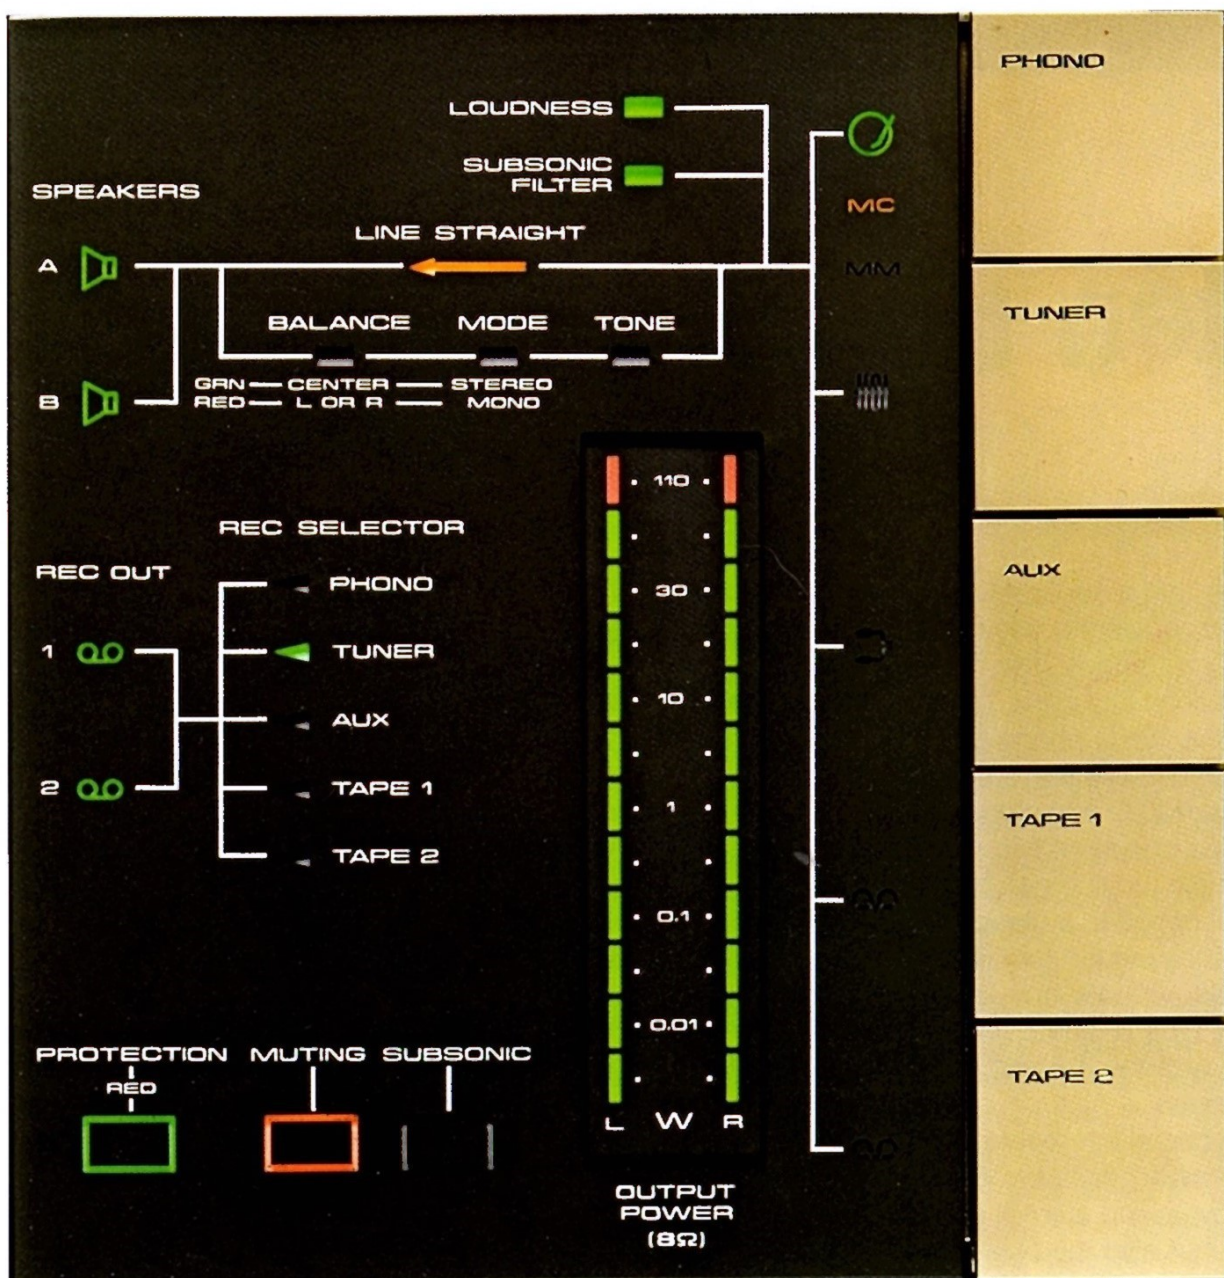 LOUDNESS
SUBSONIC
FILTER
SPEAKERS
LINE STRAIGHT
A
BALANCE MODE TONE
GRN CENTER STEREO
RED L OR R MONO
B
MC
MM
REC SELECTOR
REC OUT
PHONO
1
TUNER
AUX
2
TAPE 1
TAPE 2
110
30
10
1
0.1
0.01
L W R
OUTPUT
POWER
(8Ω)
PROTECTION MUTING SUBSONIC
RED
PHONO
TUNER
AUX
TAPE 1
TAPE 2